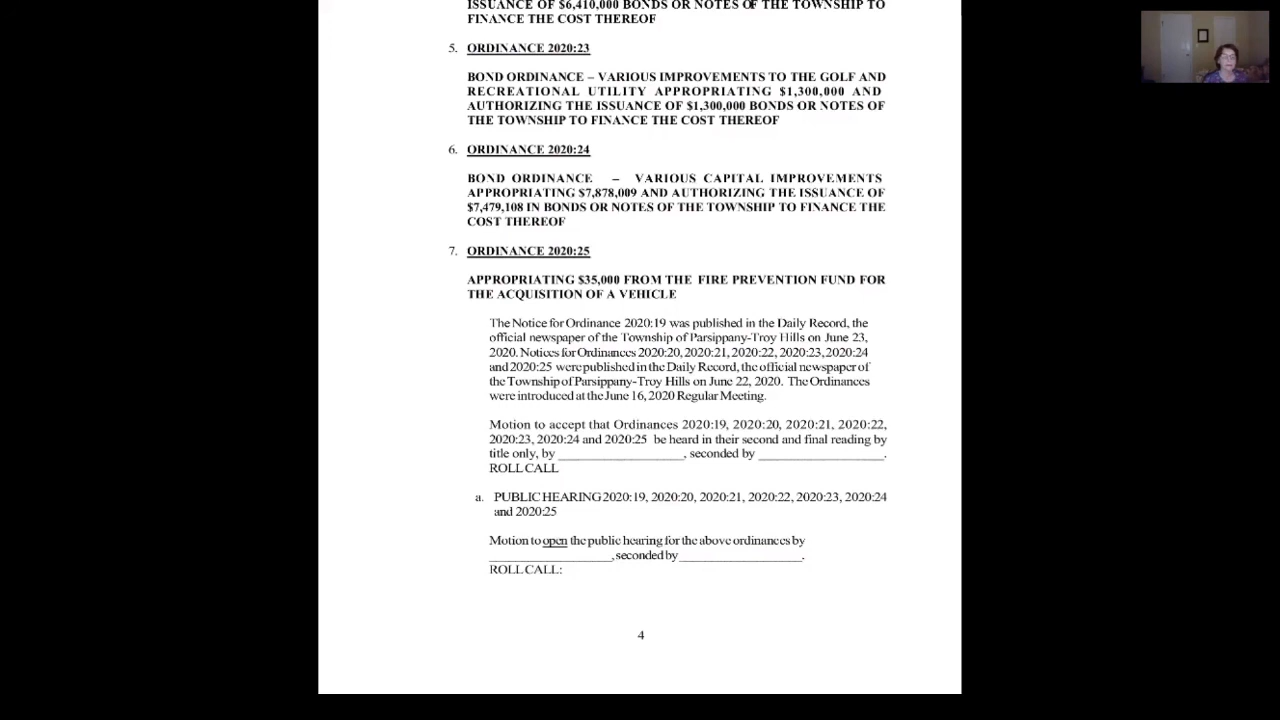 ISSUANCE OF $6,410,000 BONDS OR NOTES OF THE TOWNSHIP TO
FINANCE THE COST THEREOF
5. ORDINANCE 2020:23
BOND ORDINANCE – VARIOUS IMPROVEMENTS TO THE GOLF AND
RECREATIONAL UTILITY APPROPRIATING $1,300,000 AND
AUTHORIZING THE ISSUANCE OF $1,300,000 BONDS OR NOTES OF
THE TOWNSHIP TO FINANCE THE COST THEREOF
6. ORDINANCE 2020:24
BOND ORDINANCE – VARIOUS CAPITAL IMPROVEMENTS
APPROPRIATING $7,878,009 AND AUTHORIZING THE ISSUANCE OF
$7,479,108 IN BONDS OR NOTES OF THE TOWNSHIP TO FINANCE THE
COST THEREOF
7. ORDINANCE 2020:25
APPROPRIATING $35,000 FROM THE FIRE PREVENTION FUND FOR
THE ACQUISITION OF A VEHICLE
The Notice for Ordinance 2020:19 was published in the Daily Record, the
official newspaper of the Township of Parsippany-Troy Hills on June 23,
2020. Notices for Ordinances 2020:20, 2020:21, 2020:22, 2020:23, 2020:24
and 2020:25 were published in the Daily Record, the official newspaper of
the Township of Parsippany-Troy Hills on June 22, 2020. The Ordinances
were introduced at the June 16, 2020 Regular Meeting.
Motion to accept that Ordinances 2020:19, 2020:20, 2020:21, 2020:22,
2020:23, 2020:24 and 2020:25 be heard in their second and final reading by
title only, by ____________________, seconded by ____________________.
ROLL CALL
a. PUBLIC HEARING 2020:19, 2020:20, 2020:21, 2020:22, 2020:23, 2020:24
and 2020:25
Motion to open the public hearing for the above ordinances by
____________________, seconded by ____________________.
ROLL CALL:
4